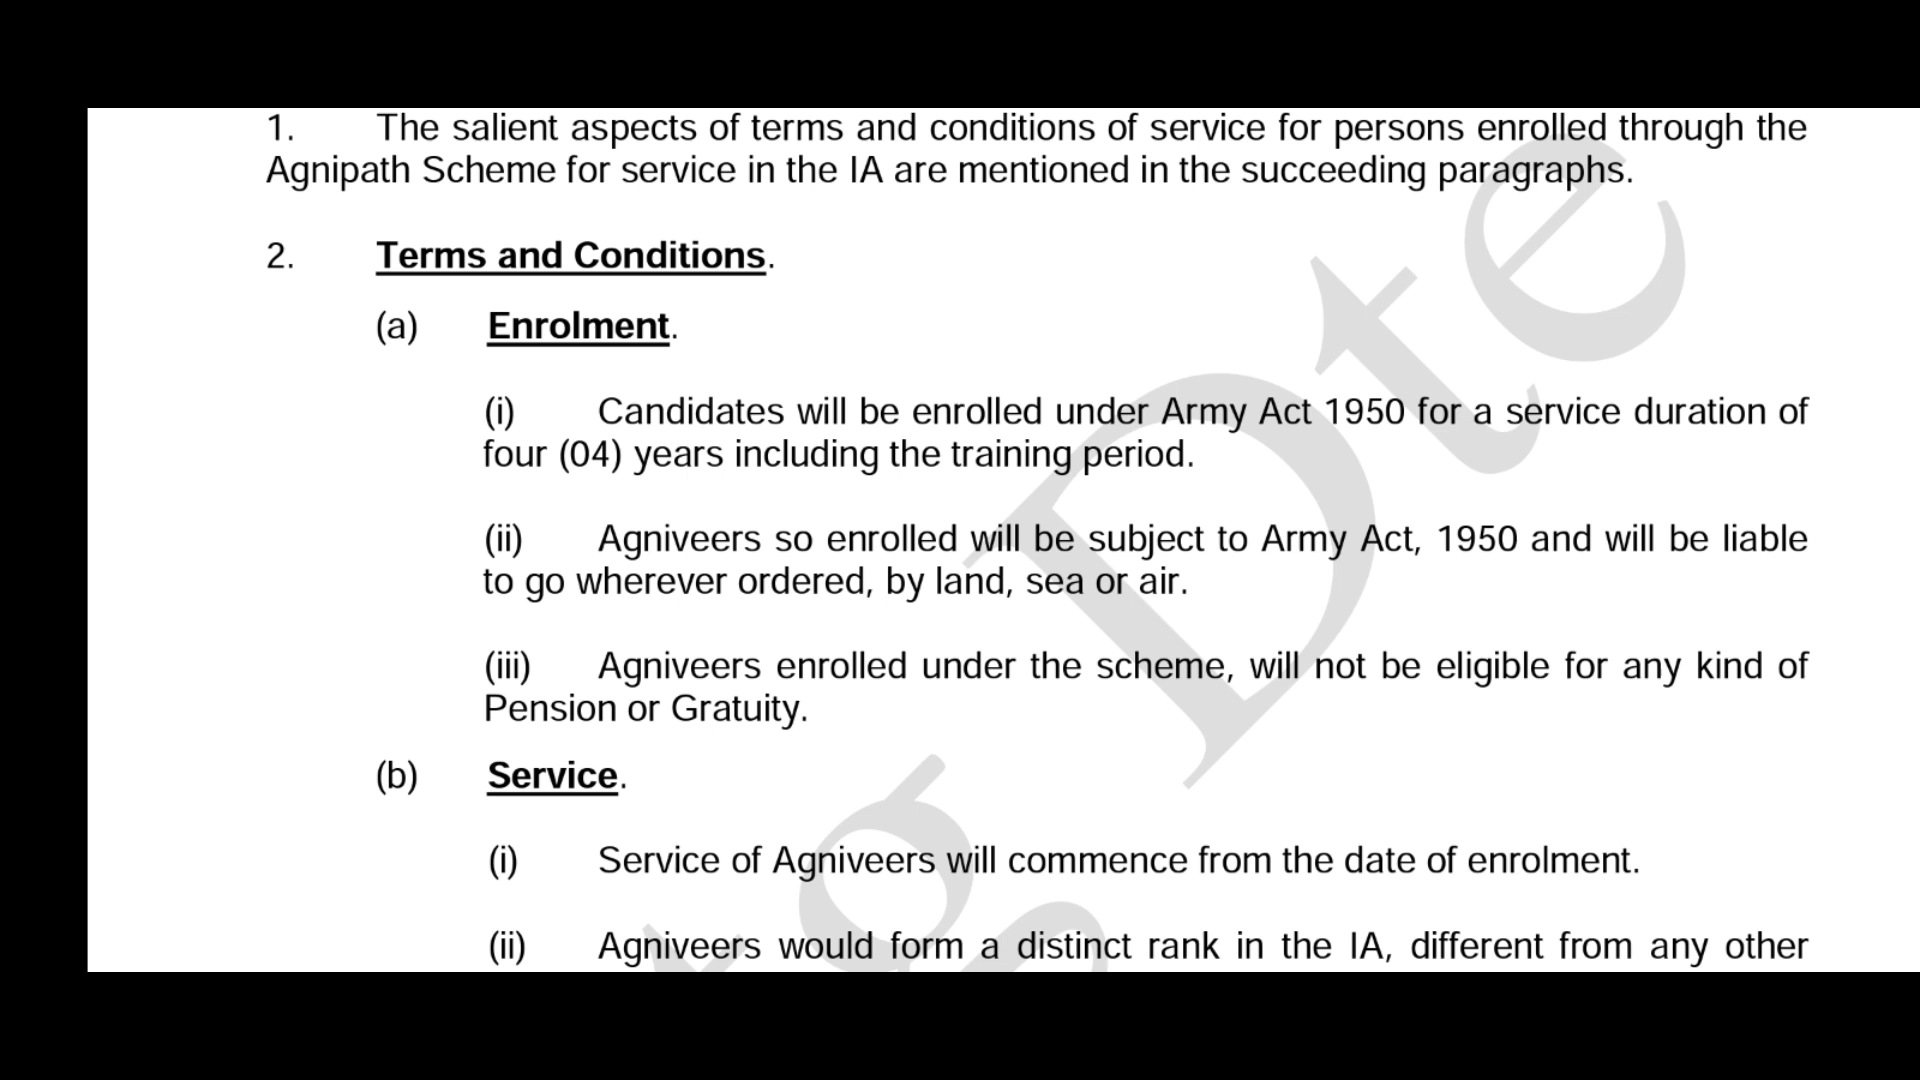 1. The salient aspects of terms and conditions of service for persons enrolled through the
Agnipath Scheme for service in the IA are mentioned in the succeeding paragraphs.
2. Terms and Conditions.
(a) Enrolment.
(i) Candidates will be enrolled under Army Act 1950 for a service duration of
four (04) years including the training period.
(ii) Agniveers so enrolled will be subject to Army Act, 1950 and will be liable
to go wherever ordered, by land, sea or air.
(iii) Agniveers enrolled under the scheme, will not be eligible for any kind of
Pension or Gratuity.
(b) Service.
(i) Service of Agniveers will commence from the date of enrolment.
(ii) Agniveers would form a distinct rank in the IA, different from any other
Dte